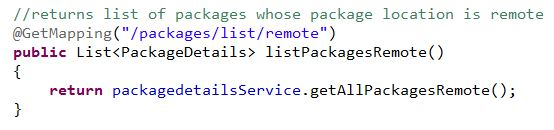 //returns list of packages whose package location is remote
@GetMapping("/packages/list/remote")
public List<PackageDetails> listPackagesRemote()
{
    return packagedetailsService.getAllPackagesRemote();
}